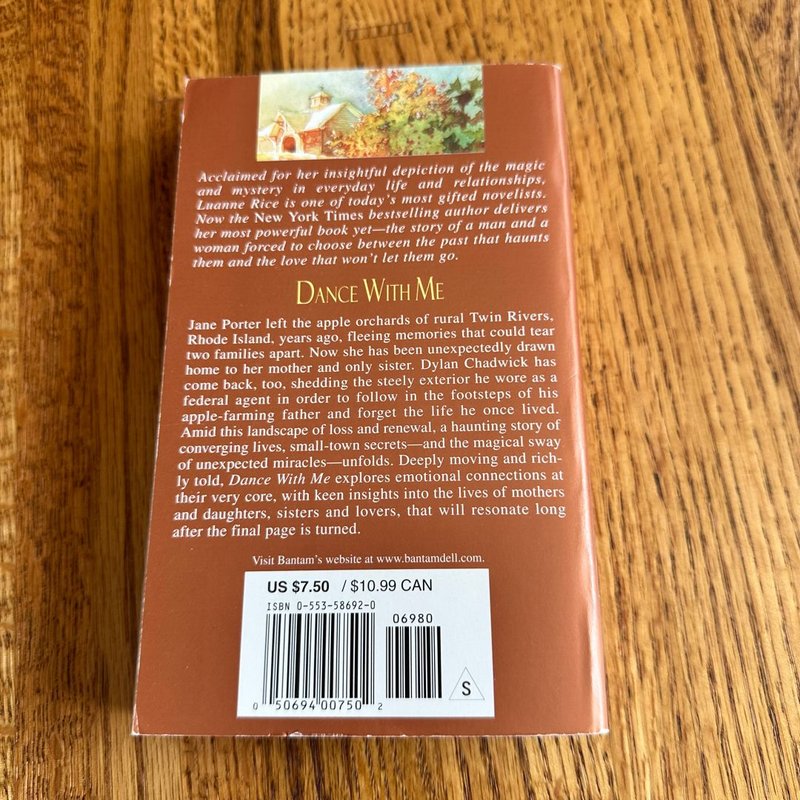 Acclaimed for her insightful depiction of the magic
and mystery in everyday life and relationships,
Luanne Rice is one of today's most gifted novelists.
Now the New York Times bestselling author delivers
her most powerful book yet—the story of a man and a
woman forced to choose between the past that haunts
them and the love that won't let them go.
DANCE WITH ME
Jane Porter left the apple orchards of rural Twin Rivers,
Rhode Island, years ago, fleeing memories that could tear
two families apart. Now she has been unexpectedly drawn
home to her mother and only sister. Dylan Chadwick has
come back, too, shedding the steely exterior he wore as a
federal agent in order to follow in the footsteps of his
apple-farming father and forget the life he once lived.
Amid this landscape of loss and renewal, a haunting story of
converging lives, small-town secrets—and the magical sway
of unexpected miracles—unfolds. Deeply moving and rich-
ly told, Dance With Me explores emotional connections at
their very core, with keen insights into the lives of mothers
and daughters, sisters and lovers, that will resonate long
after the final page is turned.
Visit Bantam's website at www.bantamdell.com.
US $7.50 / $10.99 CAN
ISBN 0-553-58692-0
06980
S
0 50694 00750 2